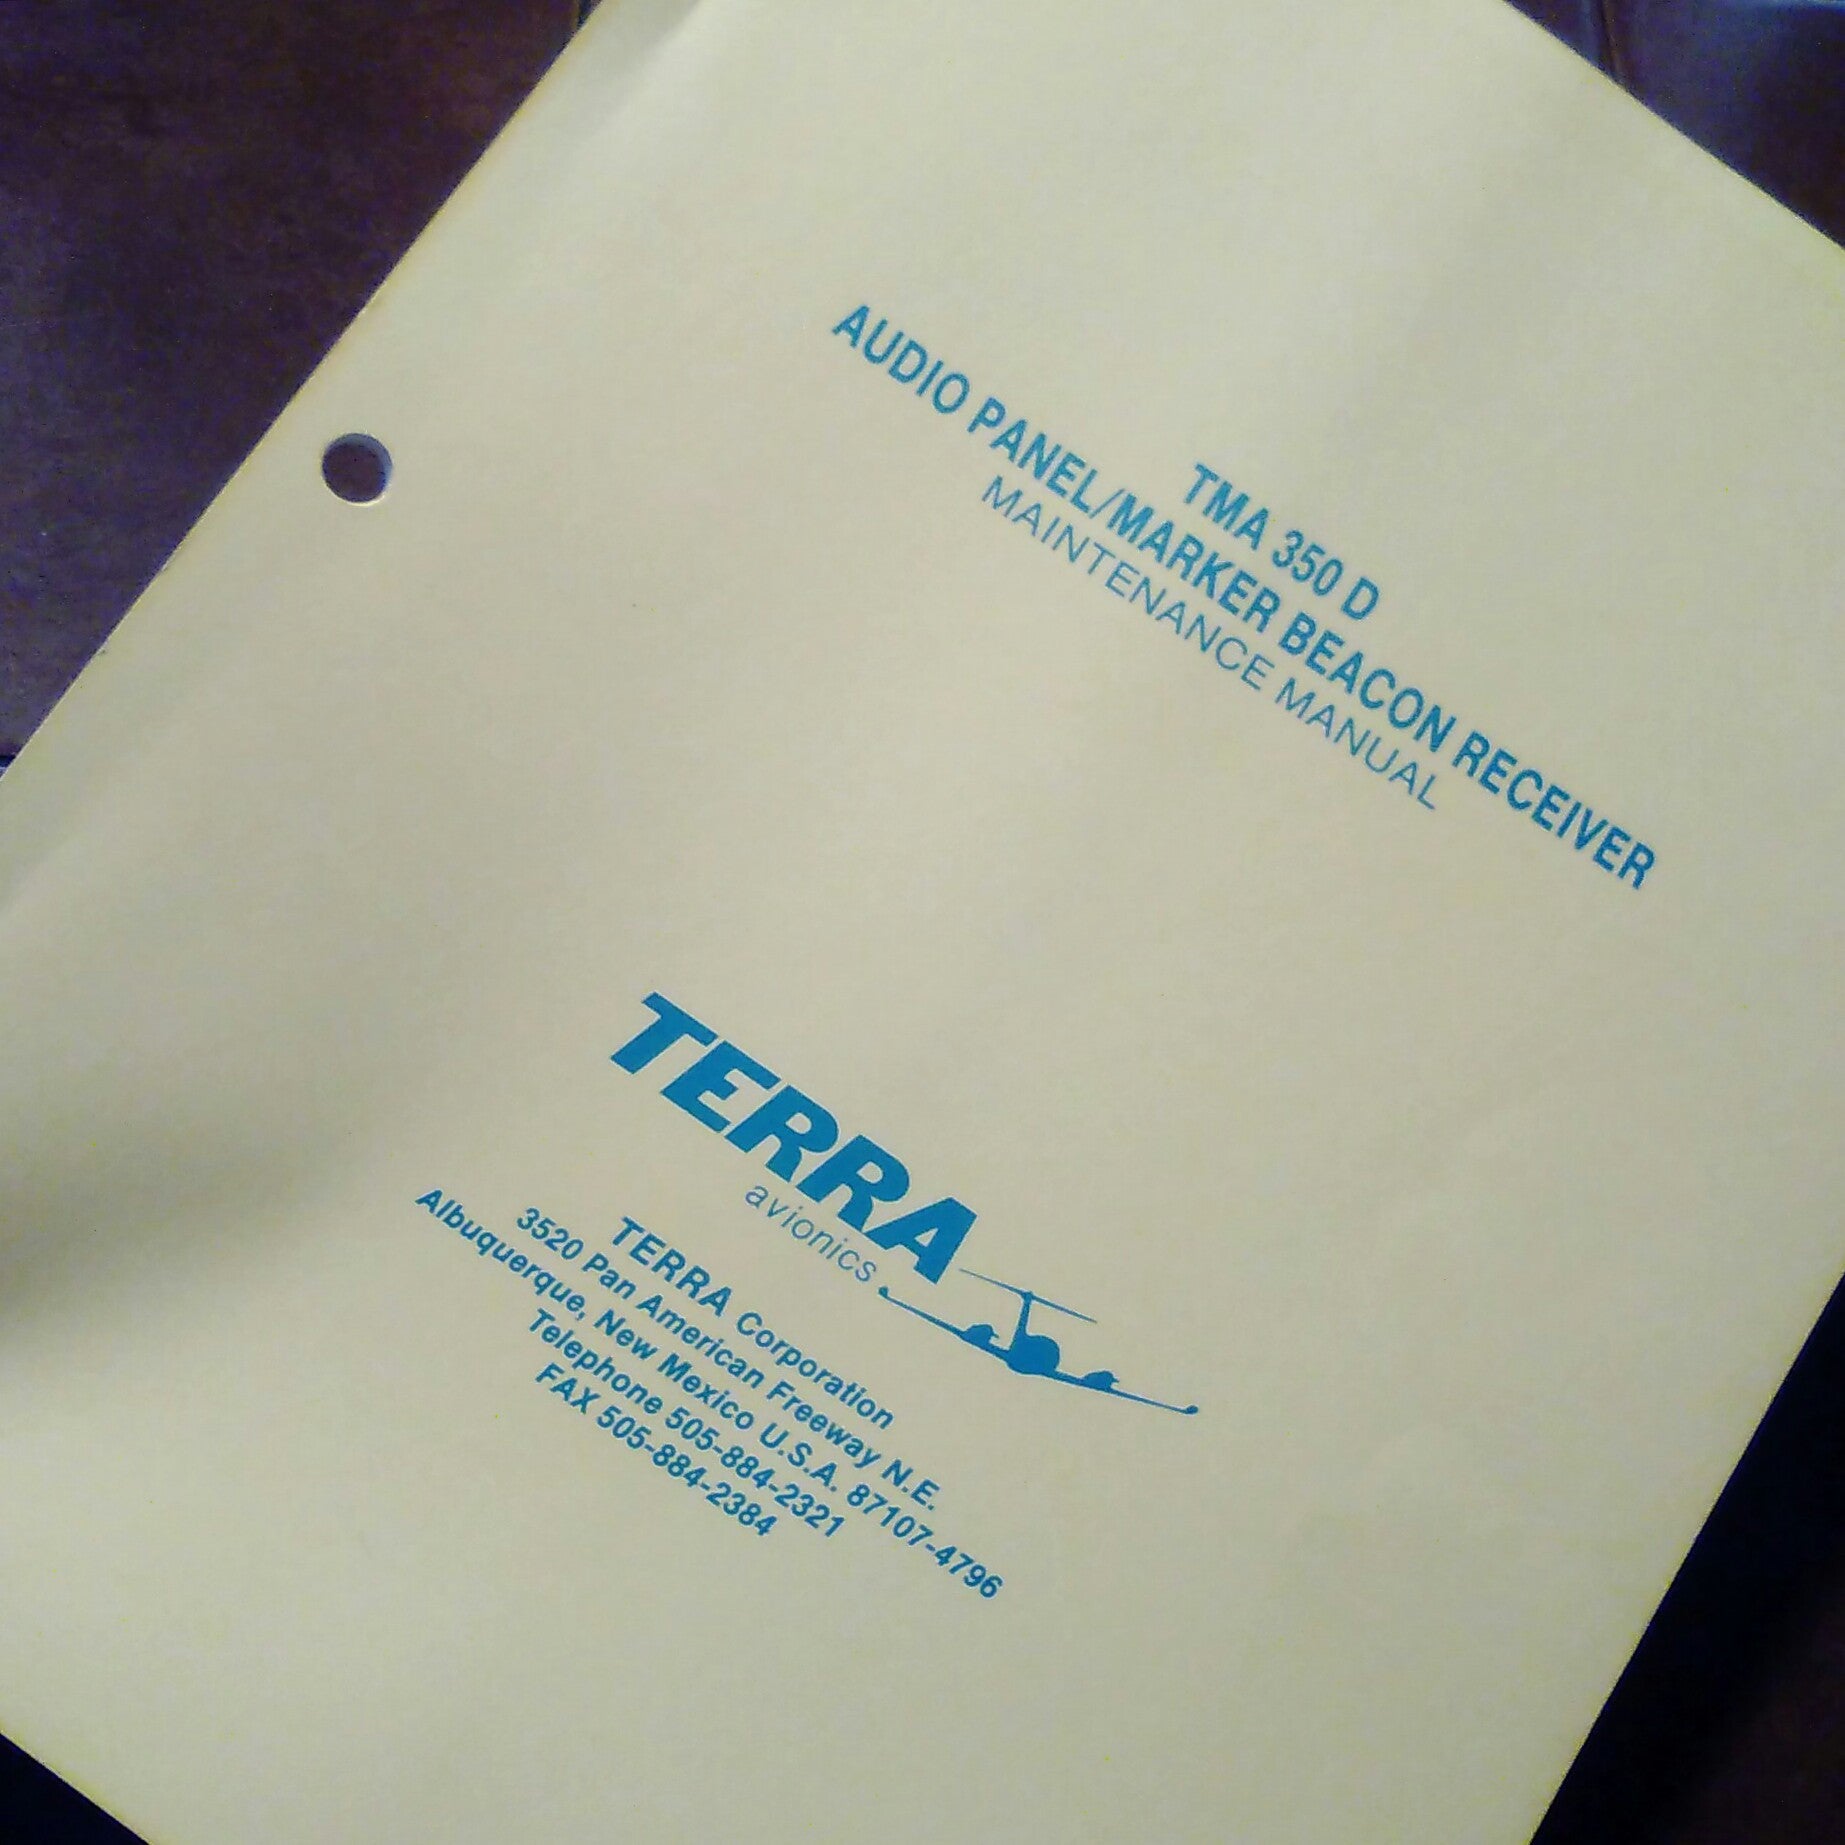 TMA 350 D
AUDIO PANEL/MARKER BEACON RECEIVER
MAINTENANCE MANUAL
TERRA
avionics
TERRA Corporation
3520 Pan American Freeway N.E.
Albuquerque, New Mexico U.S.A. 87107-4796
Telephone 505-884-2321
FAX 505-884-2384